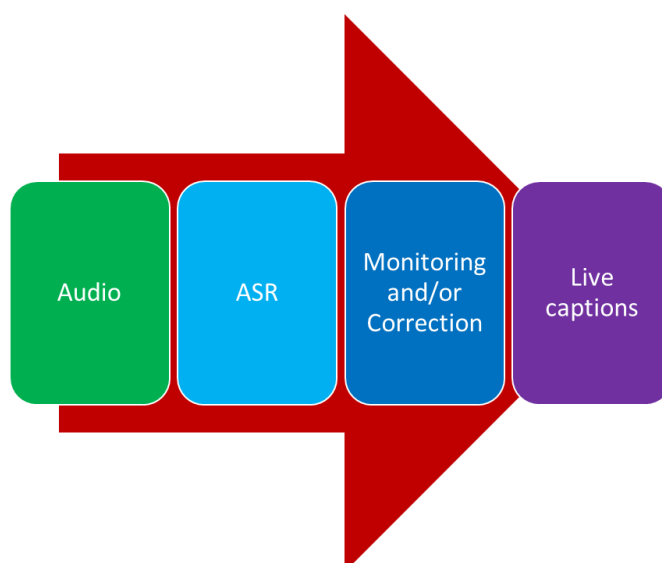 Audio
ASR
Monitoring
and/or
Correction
Live
captions